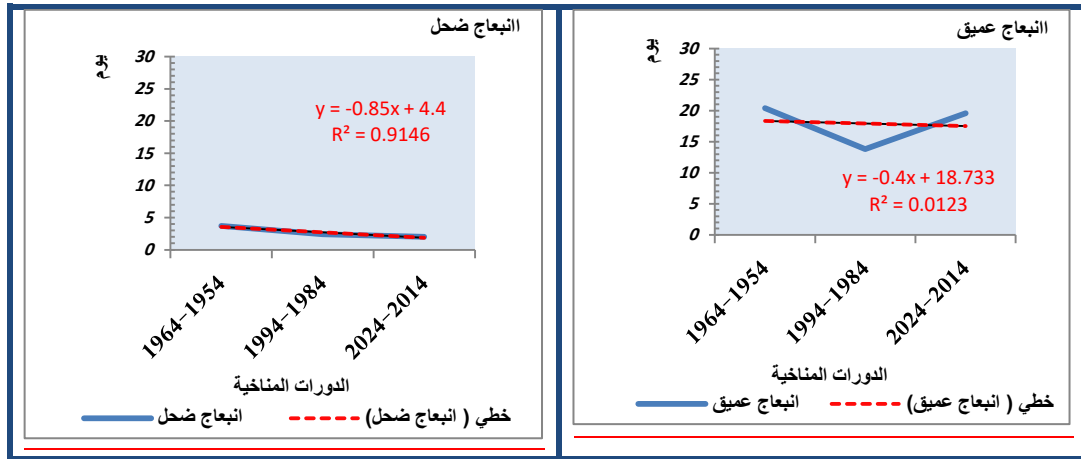 اانبعاج عميق
يوم
30
25
20
15
10
5
0
y = -0.4x + 18.733
R² = 0.0123
1964-1954
1994-1984
2024-2014
الدورات المناخية
انبعاج عميق
خطي ( انبعاج عميق)
اانبعاج ضحل
يوم
30
25
20
15
10
5
0
y = -0.85x + 4.4
R² = 0.9146
1964-1954
1994-1984
2024-2014
الدورات المناخية
انبعاج ضحل
خطي ( انبعاج ضحل)